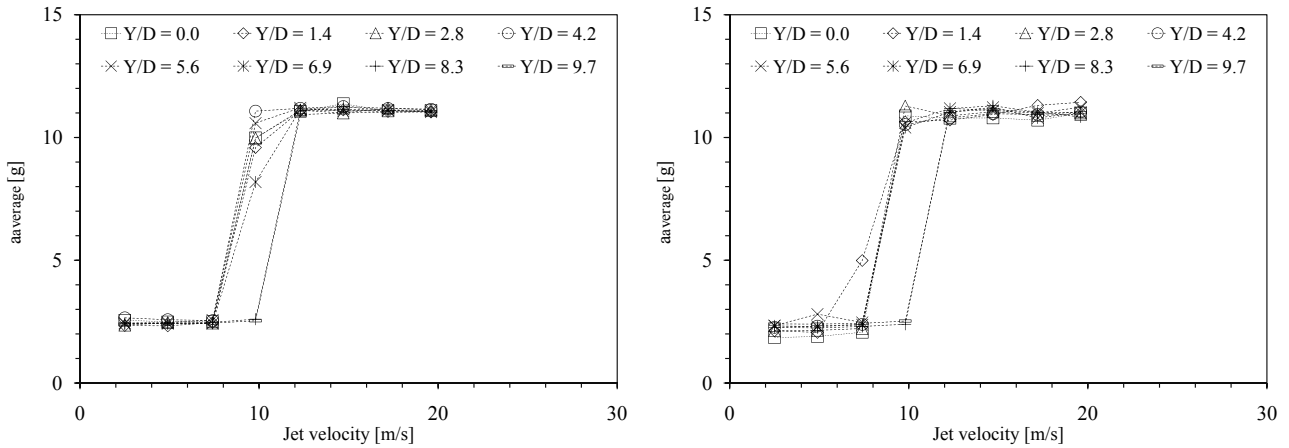 15
Y/D = 0.0 Y/D = 1.4 Y/D = 2.8 Y/D = 4.2
Y/D = 5.6 Y/D = 6.9 Y/D = 8.3 Y/D = 9.7
10
aaverage [g]
5
0
0 10 20 30
Jet velocity [m/s]
15
Y/D = 0.0 Y/D = 1.4 Y/D = 2.8 Y/D = 4.2
Y/D = 5.6 Y/D = 6.9 Y/D = 8.3 Y/D = 9.7
10
aaverage [g]
5
0
0 10 20 30
Jet velocity [m/s]